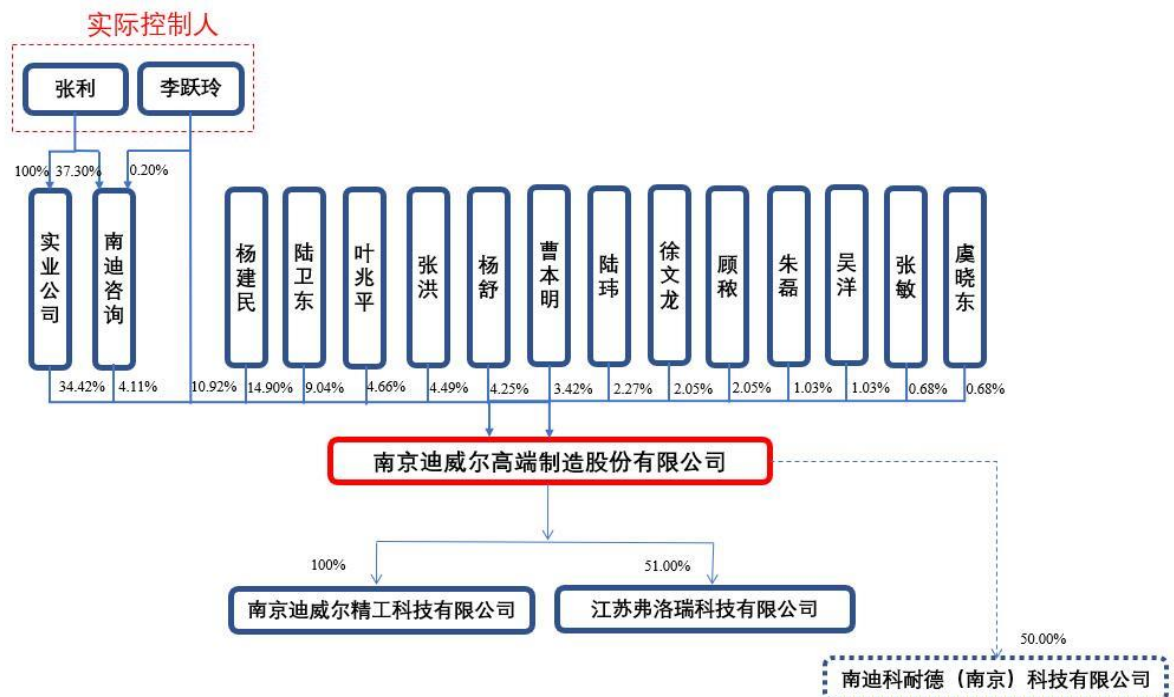 实际控制人
张利
李跃玲
100%
37.30%
0.20%
实业公司
南迪咨询
杨建民
陆卫东
叶兆平
张洪
杨舒
曹本明
陆玮
徐文龙
顾秾
朱磊
吴洋
张敏
虞晓东
34.42%
4.11%
10.92%
14.90%
9.04%
4.66%
4.49%
4.25%
3.42%
2.27%
2.05%
2.05%
1.03%
1.03%
0.68%
0.68%
南京迪威尔高端制造股份有限公司
100%
51.00%
南京迪威尔精工科技有限公司
江苏弗洛瑞科技有限公司
50.00%
南迪科耐德（南京）科技有限公司